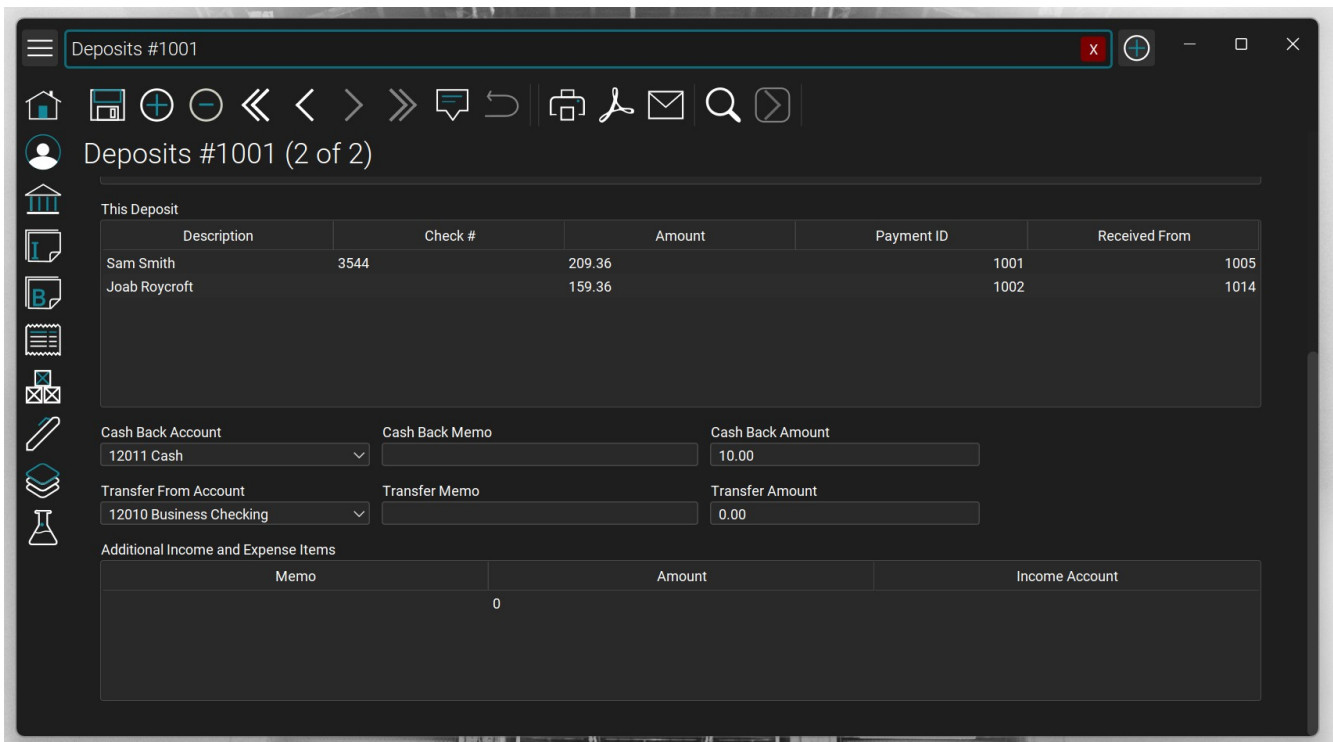 Deposits #1001 X
Deposits #1001 (2 of 2)
This Deposit
Description Check # Amount Payment ID Received From
Sam Smith 3544 209.36 1001 1005
Joab Roycroft 159.36 1002 1014
Cash Back Account Cash Back Memo Cash Back Amount
12011 Cash 10.00
Transfer From Account Transfer Memo Transfer Amount
12010 Business Checking 0.00
Additional Income and Expense Items
Memo Amount Income Account
0
I
B